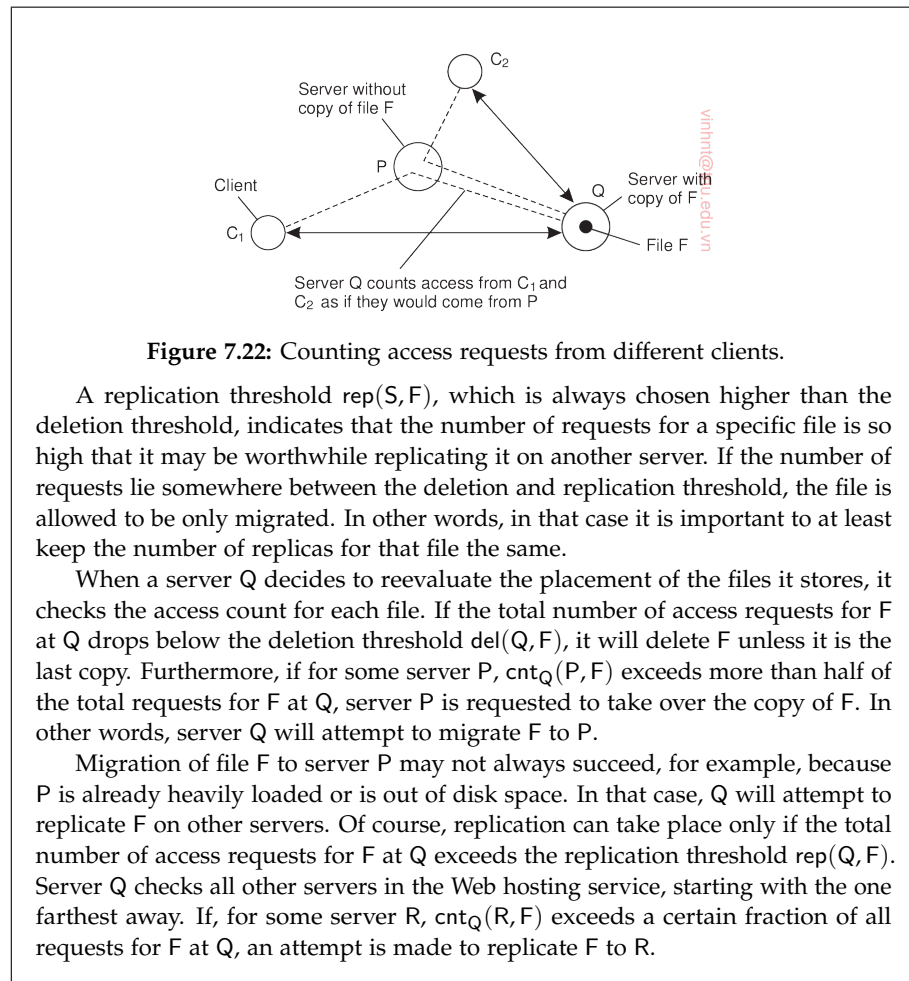 C2
Server without
copy of file F
P
Q
Server with
copy of F
Client
C1
File F
Server Q counts access from C1 and
C2 as if they would come from P
Figure 7.22: Counting access requests from different clients.
A replication threshold rep(S, F), which is always chosen higher than the
deletion threshold, indicates that the number of requests for a specific file is so
high that it may be worthwhile replicating it on another server. If the number of
requests lie somewhere between the deletion and replication threshold, the file is
allowed to be only migrated. In other words, in that case it is important to at least
keep the number of replicas for that file the same.
When a server Q decides to reevaluate the placement of the files it stores, it
checks the access count for each file. If the total number of access requests for F
at Q drops below the deletion threshold del(Q, F), it will delete F unless it is the
last copy. Furthermore, if for some server P, cntQ(P, F) exceeds more than half of
the total requests for F at Q, server P is requested to take over the copy of F. In
other words, server Q will attempt to migrate F to P.
Migration of file F to server P may not always succeed, for example, because
P is already heavily loaded or is out of disk space. In that case, Q will attempt to
replicate F on other servers. Of course, replication can take place only if the total
number of access requests for F at Q exceeds the replication threshold rep(Q, F).
Server Q checks all other servers in the Web hosting service, starting with the one
farthest away. If, for some server R, cntQ(R, F) exceeds a certain fraction of all
requests for F at Q, an attempt is made to replicate F to R.